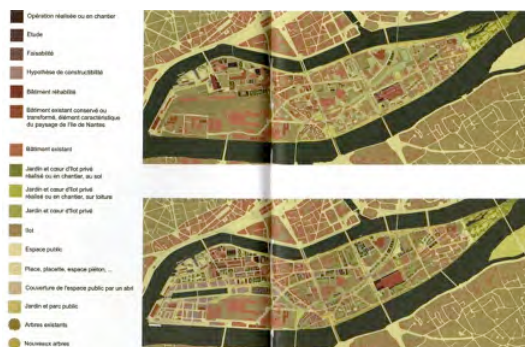 Opération réalisée ou en chantier
Etude
Faisabilité
Hypothèse de constructibilité
Bâtiment réhabilité
Bâtiment existant conservé ou
transformé, élément caractéristique
du paysage de l'île de Nantes
Bâtiment existant
Jardin et cœur d'îlot privé
réalisé ou en chantier, au sol
Jardin et cœur d'îlot privé
réalisé ou en chantier, sur toiture
Jardin et cœur d'îlot privé
Ilot
Espace public
Place, placette, espace piéton, ...
Couverture de l'espace public par un abri
Jardin et parc public
Arbres existants
Nouveaux arbres